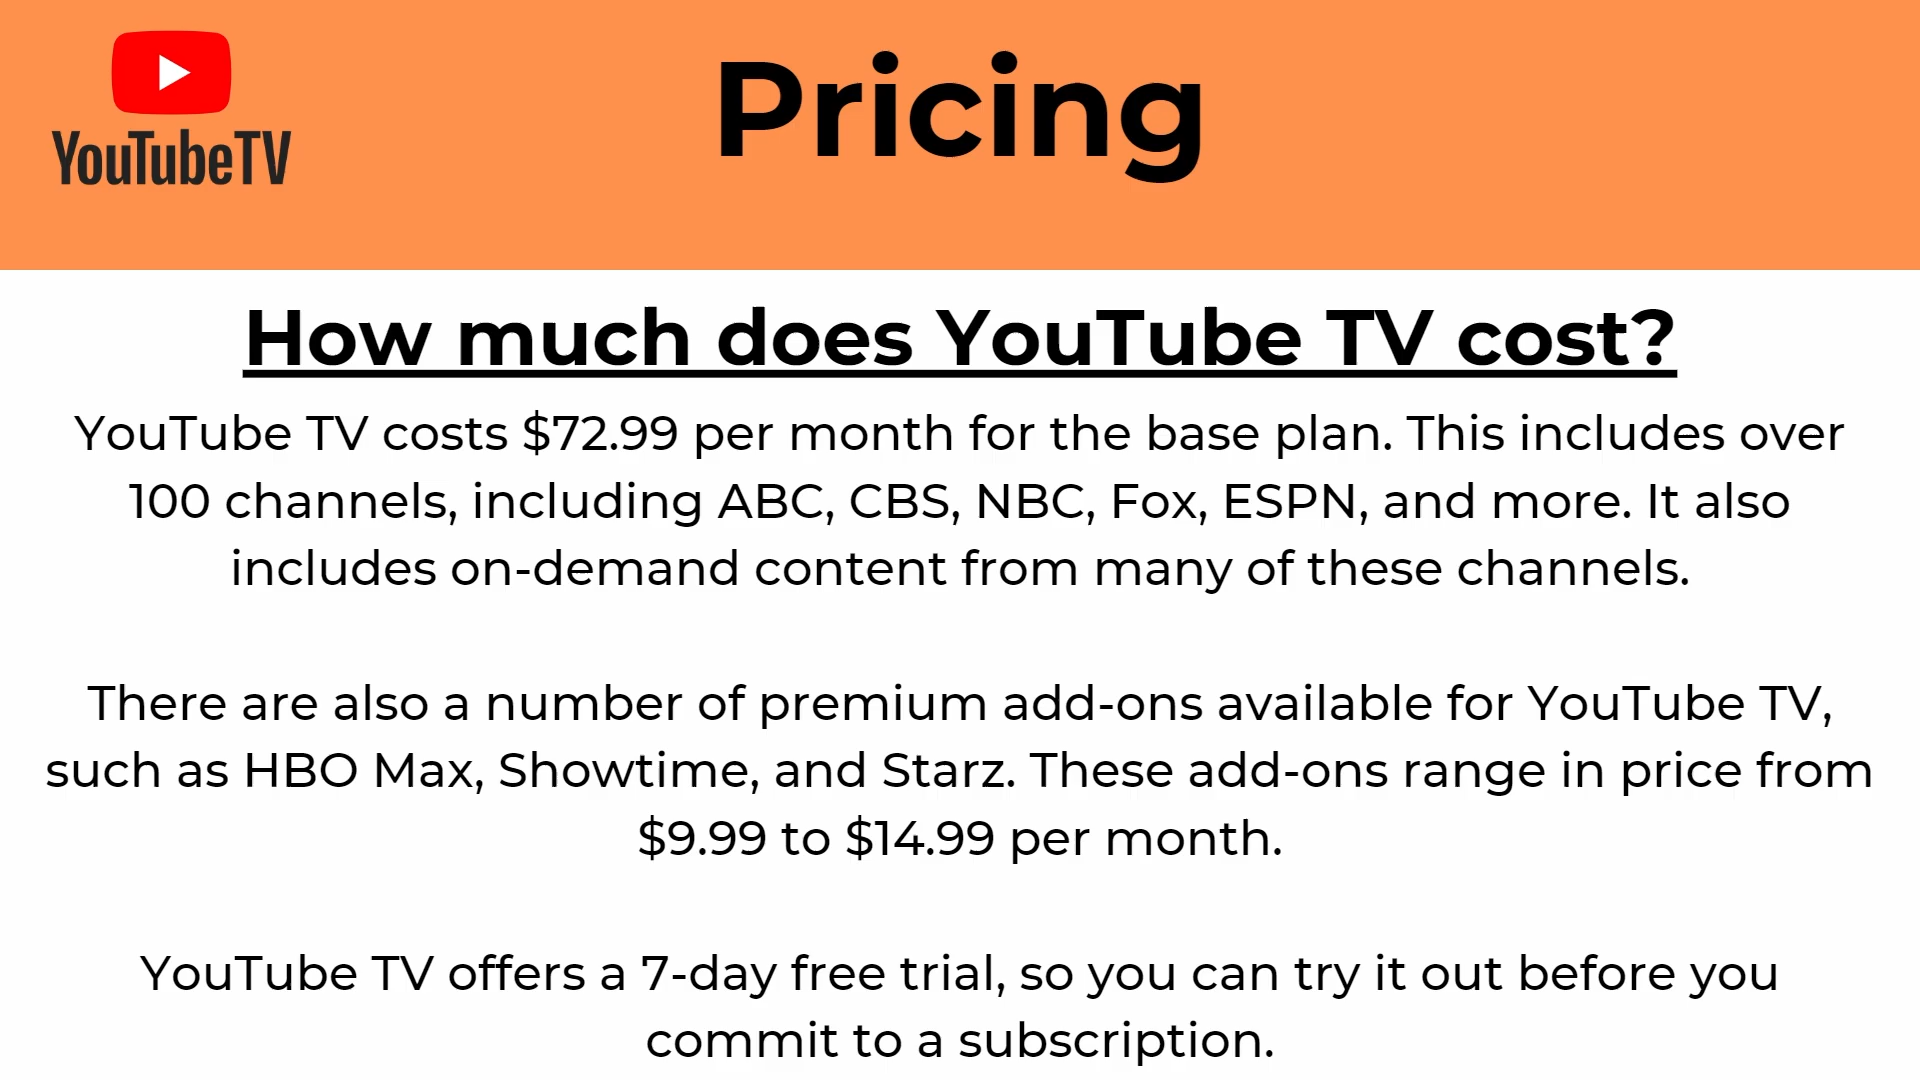 YouTubeTV
Pricing
How much does YouTube TV cost?
YouTube TV costs $72.99 per month for the base plan. This includes over
100 channels, including ABC, CBS, NBC, Fox, ESPN, and more. It also
includes on-demand content from many of these channels.
There are also a number of premium add-ons available for YouTube TV,
such as HBO Max, Showtime, and Starz. These add-ons range in price from
$9.99 to $14.99 per month.
YouTube TV offers a 7-day free trial, so you can try it out before you
commit to a subscription.